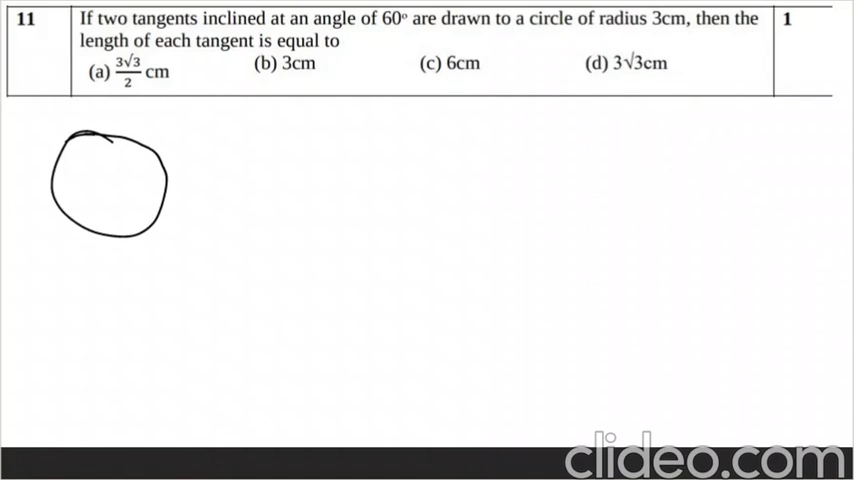 11 If two tangents inclined at an angle of 60° are drawn to a circle of radius 3cm, then the 1
length of each tangent is equal to
(a) 3√3/2 cm (b) 3cm (c) 6cm (d) 3√3cm
clideo.com